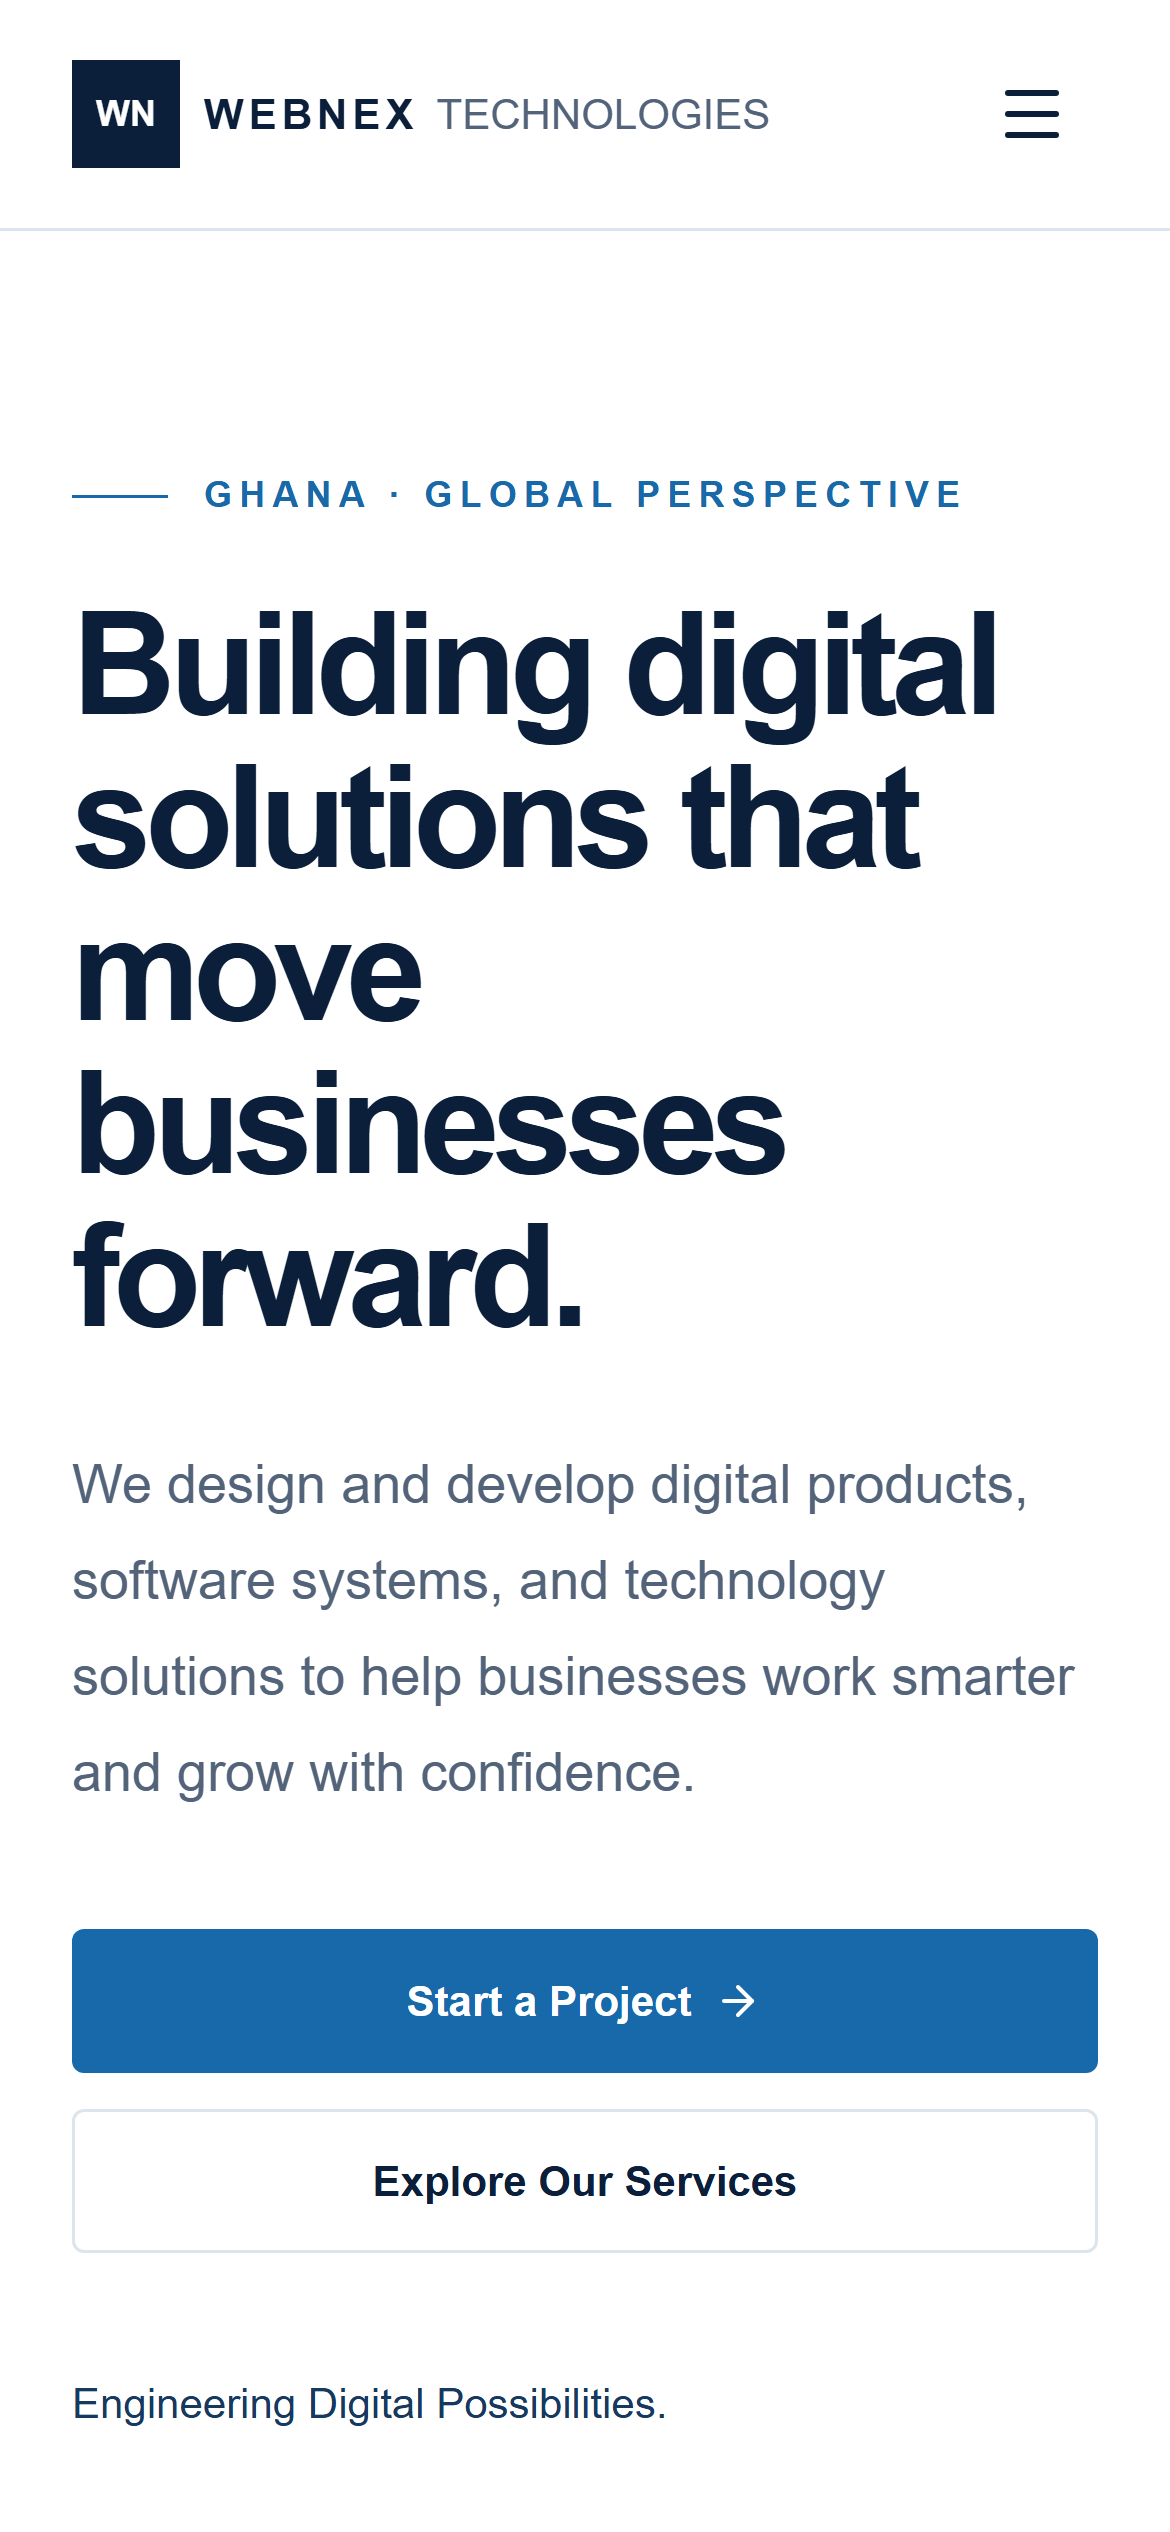 WN WEBNEX TECHNOLOGIES
GHANA · GLOBAL PERSPECTIVE
Building digital
solutions that
move
businesses
forward.
We design and develop digital products,
software systems, and technology
solutions to help businesses work smarter
and grow with confidence.
Start a Project →
Explore Our Services
Engineering Digital Possibilities.